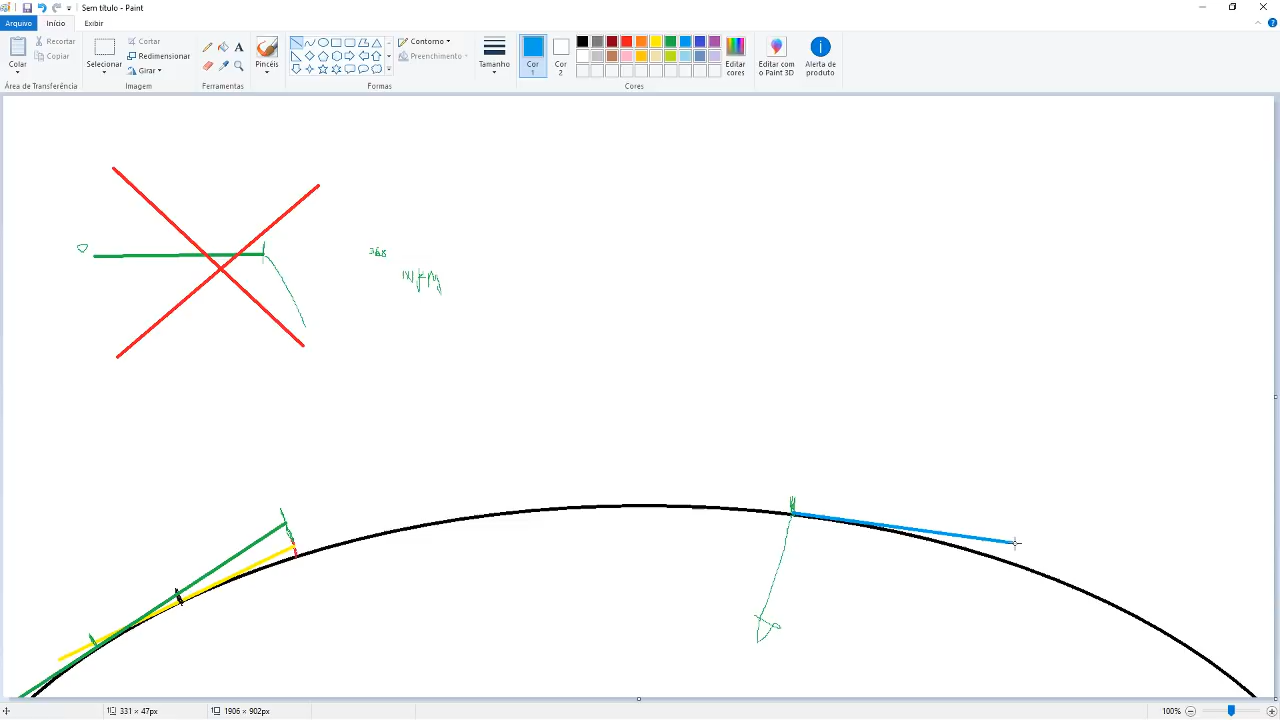 Sem título - Paint
Arquivo
Início
Exibir
Colar
Recortar
Copiar
Área de Transferência
Selecionar
Cortar
Redimensionar
Girar
Imagem
A
Ferramentas
Pincéis
Contorno
Preenchimento
Formas
Tamanho
Cor 1
Cor 2
Editar cores
Cores
Editar com o Paint 3D
Alerta de produto
331 × 47px
1906 × 902px
100%